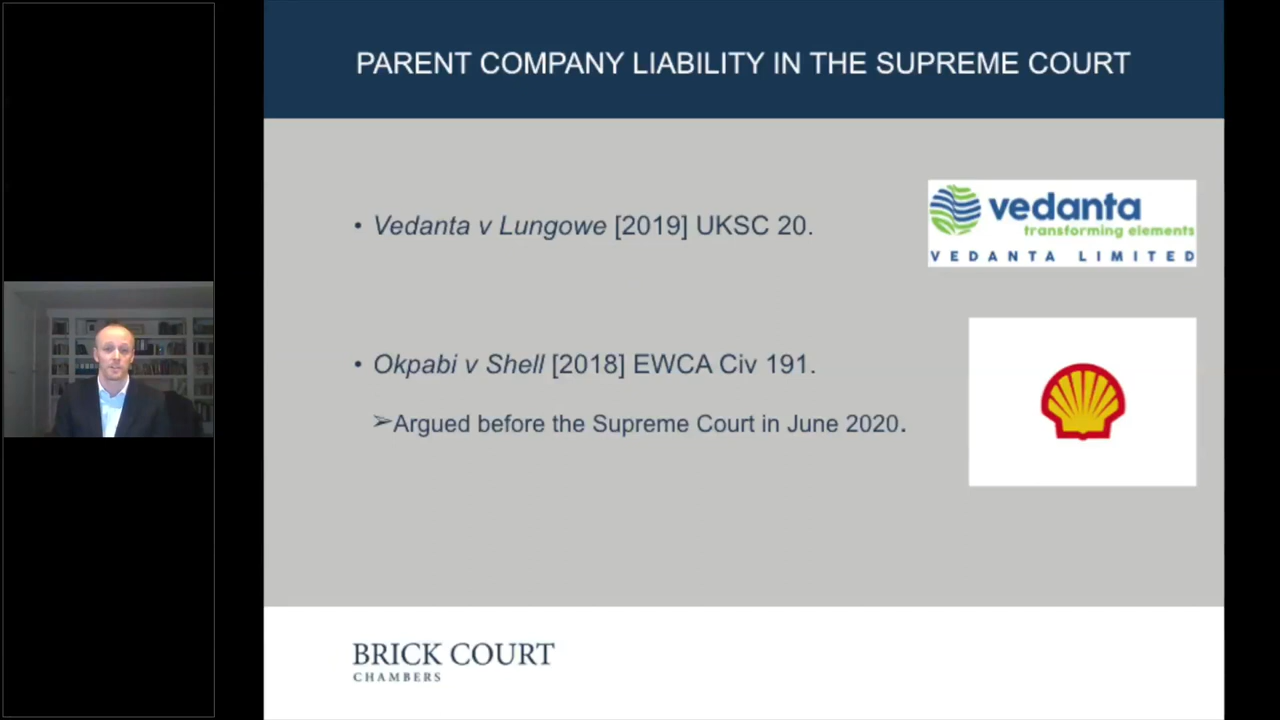 PARENT COMPANY LIABILITY IN THE SUPREME COURT
• Vedanta v Lungowe [2019] UKSC 20.
vedanta
transforming elements
VEDANTA LIMITED
• Okpabi v Shell [2018] EWCA Civ 191.
➢Argued before the Supreme Court in June 2020.
BRICK COURT
CHAMBERS